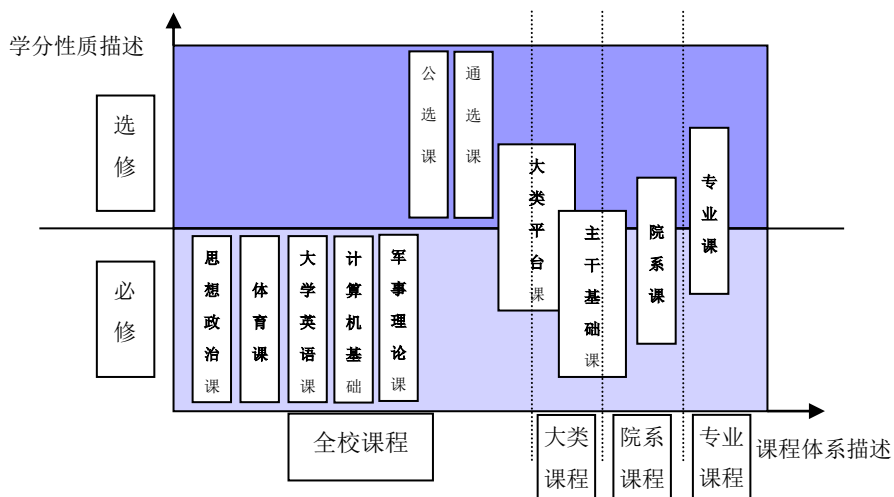 学分性质描述
选修
必修
公选课
通选课
大类平台课
主干基础课
院系课
专业课
思想政治课
体育课
大学英语课
计算机基础
军事理论课
全校课程
大类
课程
院系
课程
专业
课程
课程体系描述